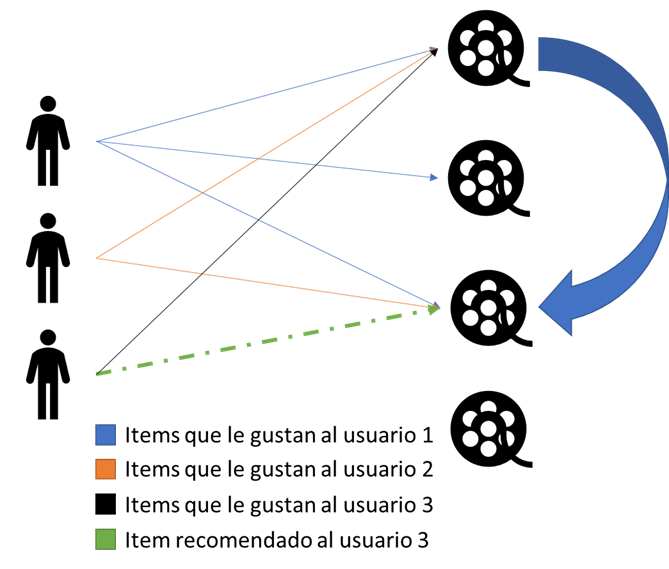 Items que le gustan al usuario 1
Items que le gustan al usuario 2
Items que le gustan al usuario 3
Item recomendado al usuario 3